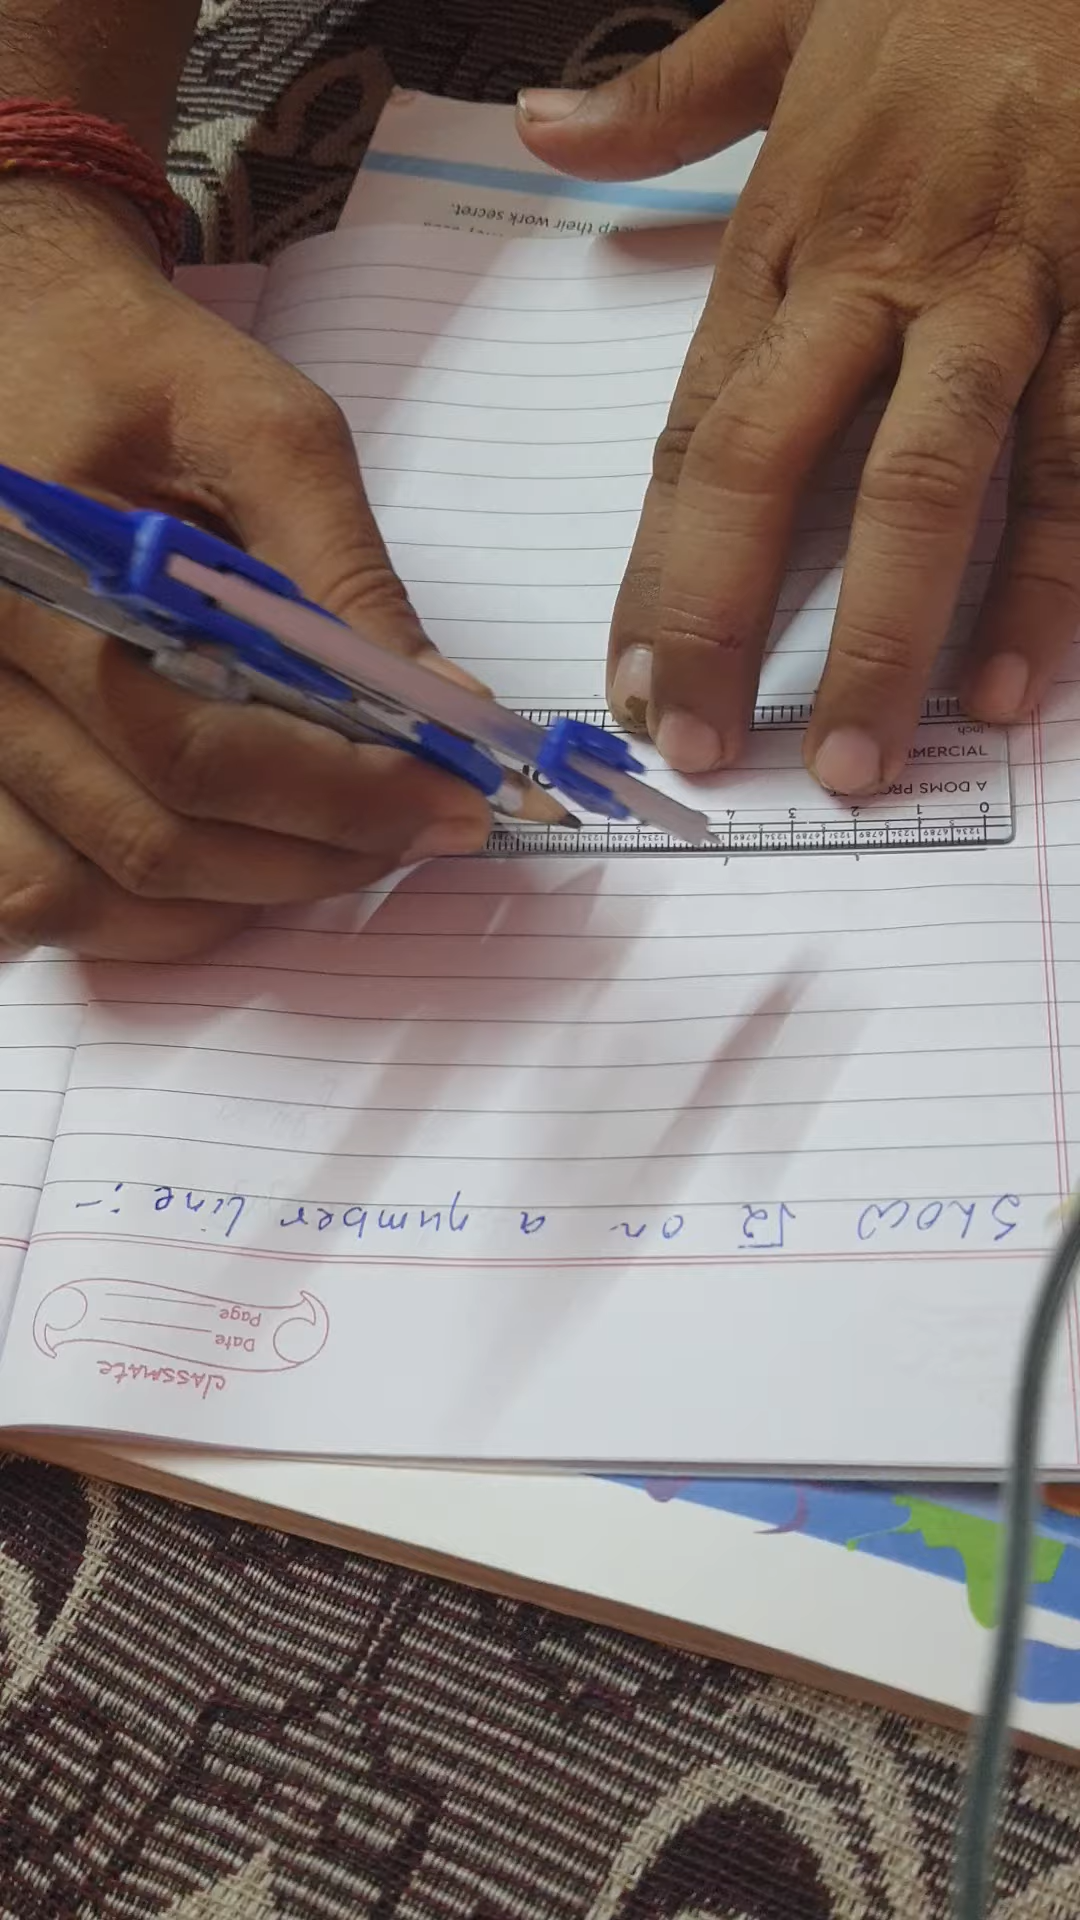 classmate
Date
Page
Show √2 on a number Line :-
0 1 2 3 4
A DOMS PRO
MERCIAL
Inch
keep their work secret.